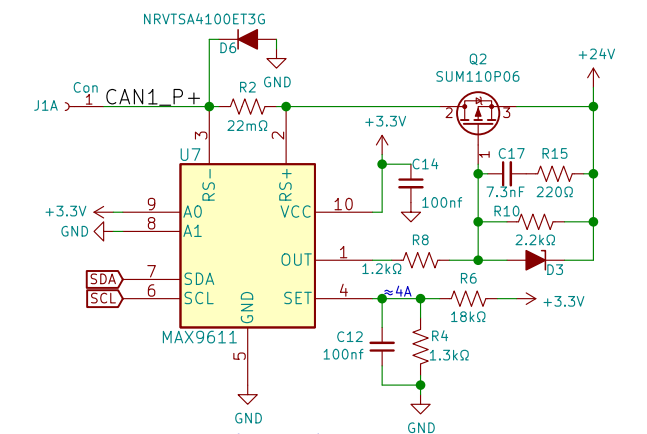 NRVTSA4100ET3G
D6
GND
Q2
SUM110P06
+24V
Con
J1A
1
CAN1_P+
R2
22mΩ
2
3
+3.3V
3
2
1
C17
R15
7.3nF
220Ω
U7
RS-
RS+
C14
100nf
+3.3V
9
A0
VCC
10
GND
8
A1
R10
2.2kΩ
OUT
1
R8
1.2kΩ
D3
SDA
7
SDA
SCL
6
SCL
GND
SET
4
≈4A
R6
18kΩ
+3.3V
MAX9611
5
C12
100nf
R4
1.3kΩ
GND
GND